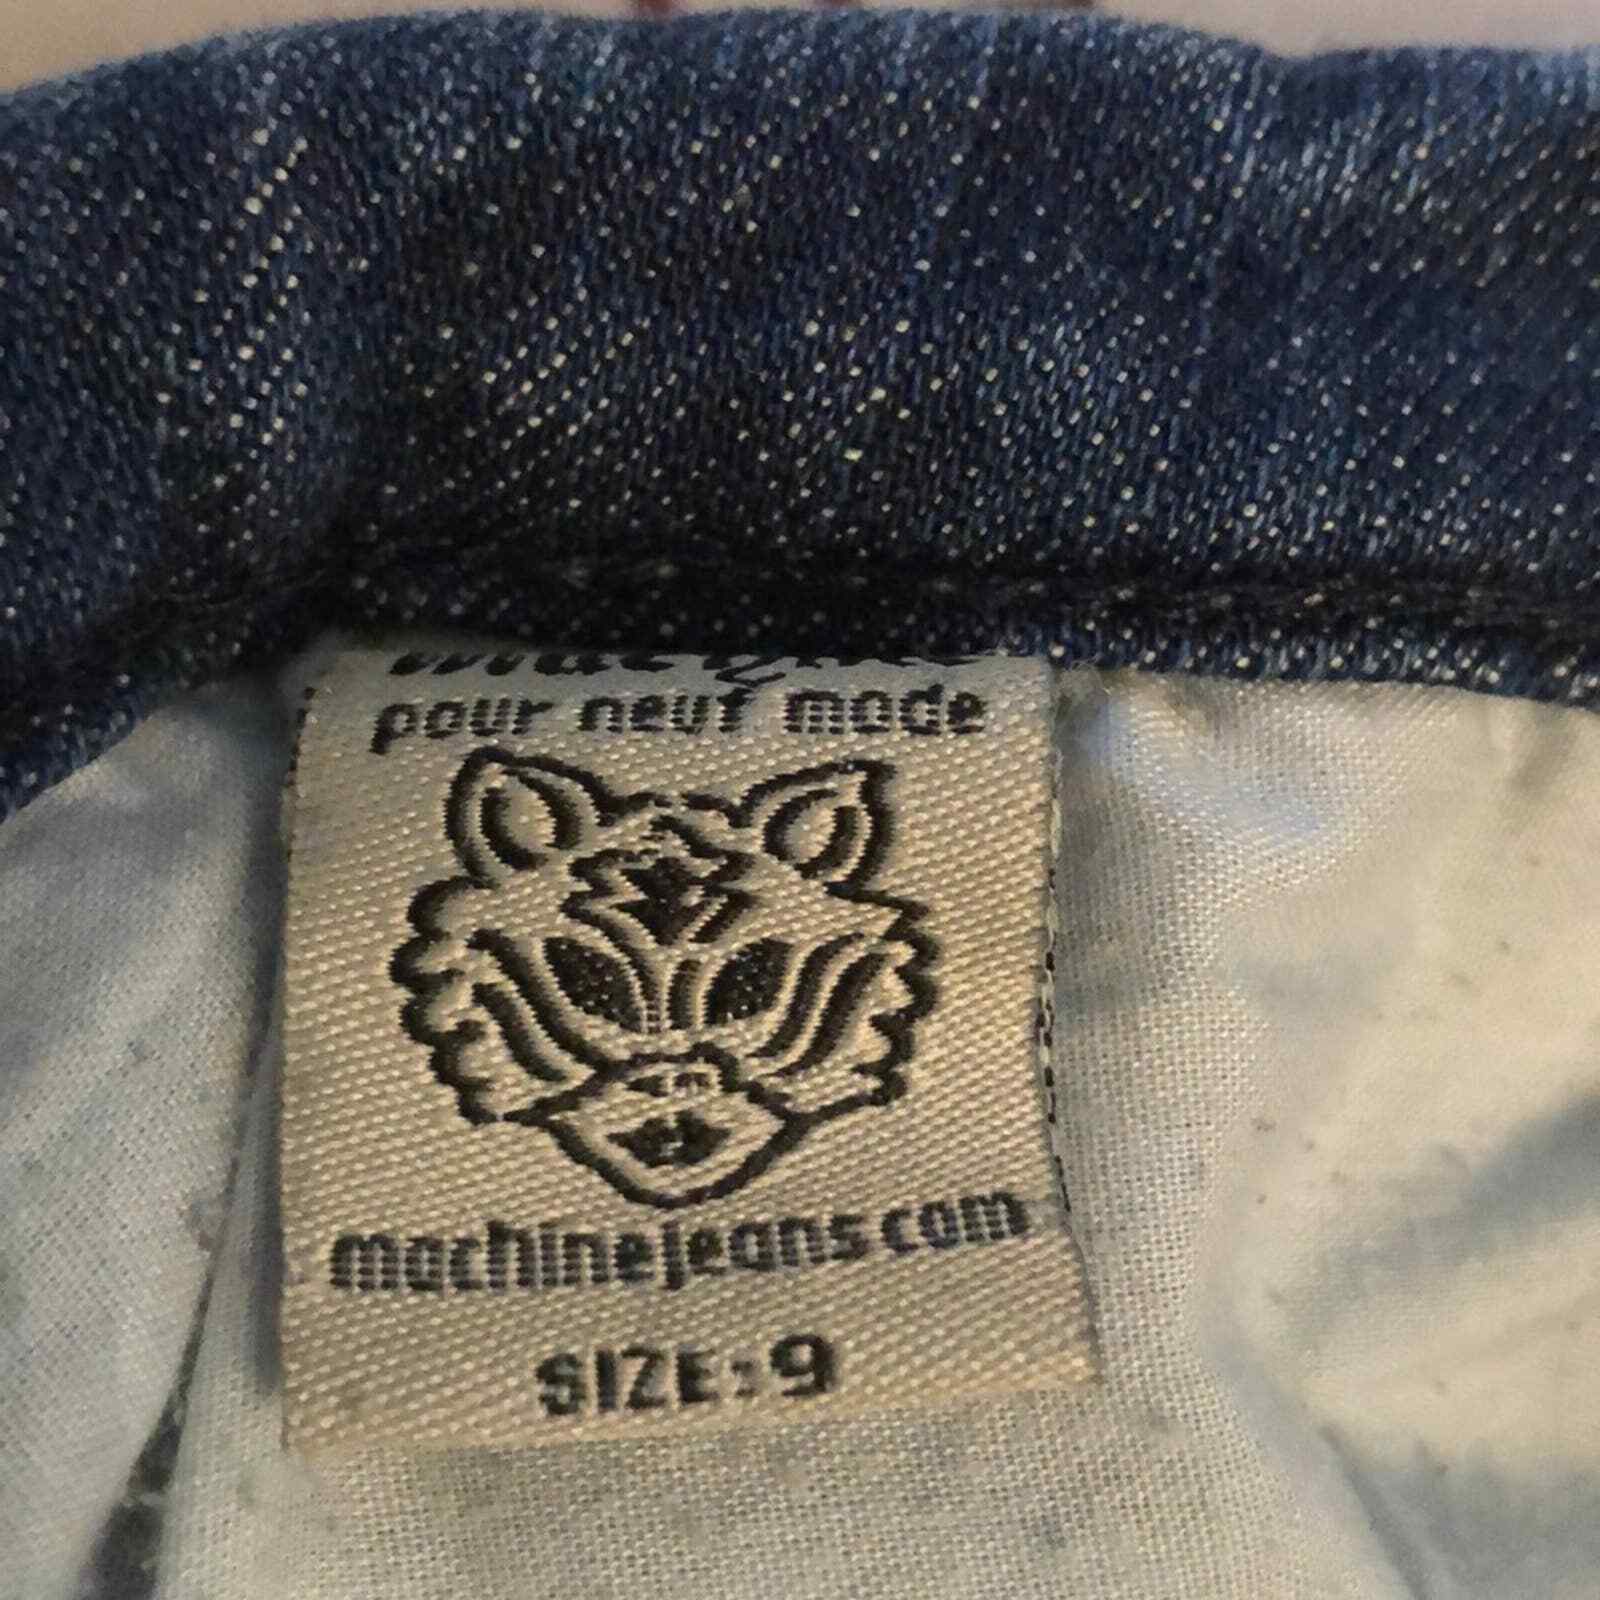 pour neuf mode
machinejeans.com
SIZE: 9